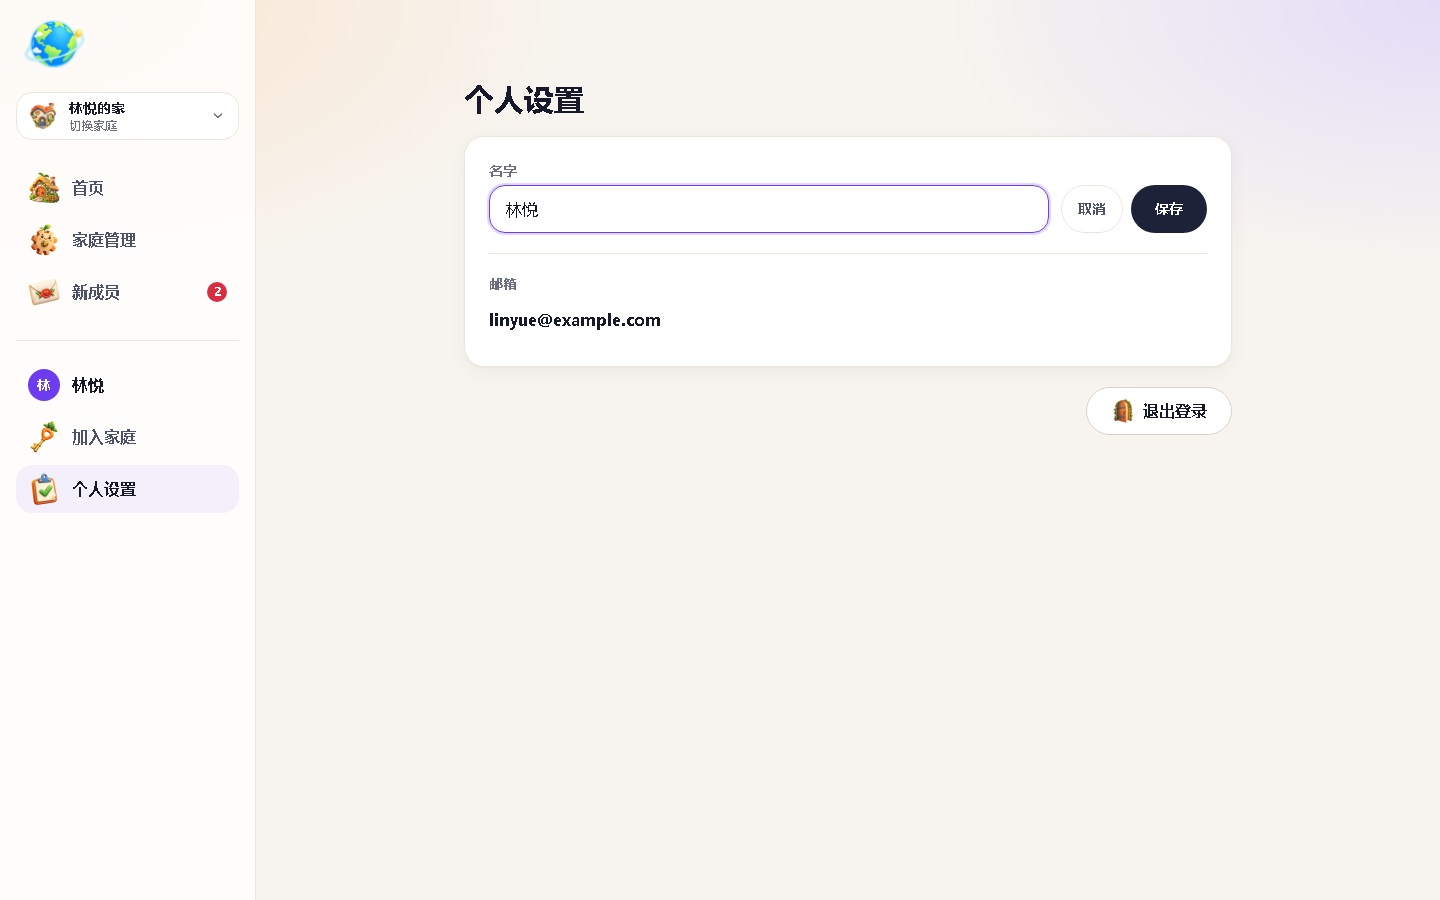 林悦的家
切换家庭
首页
家庭管理
新成员
2
林
林悦
加入家庭
个人设置
个人设置
名字
林悦
取消
保存
邮箱
linyue@example.com
退出登录